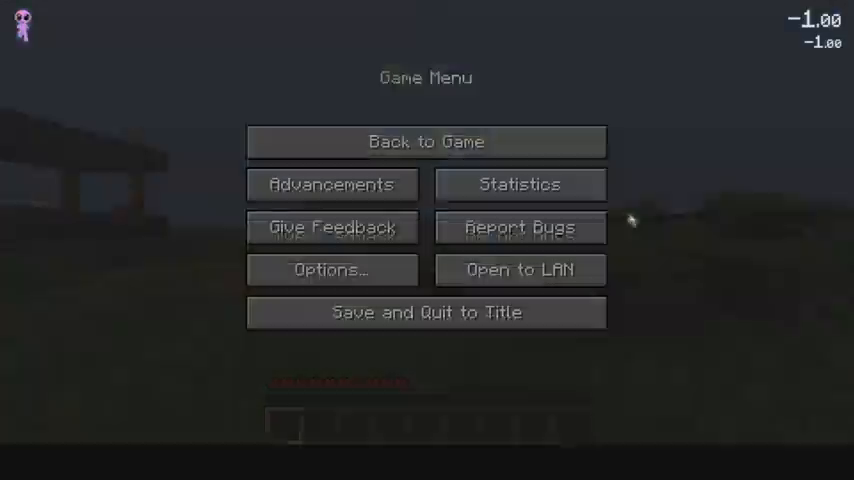 -1.00
-1.00
Game Menu
Back to Game
Advancements
Statistics
Give Feedback
Report Bugs
Options...
Open to LAN
Save and Quit to Title